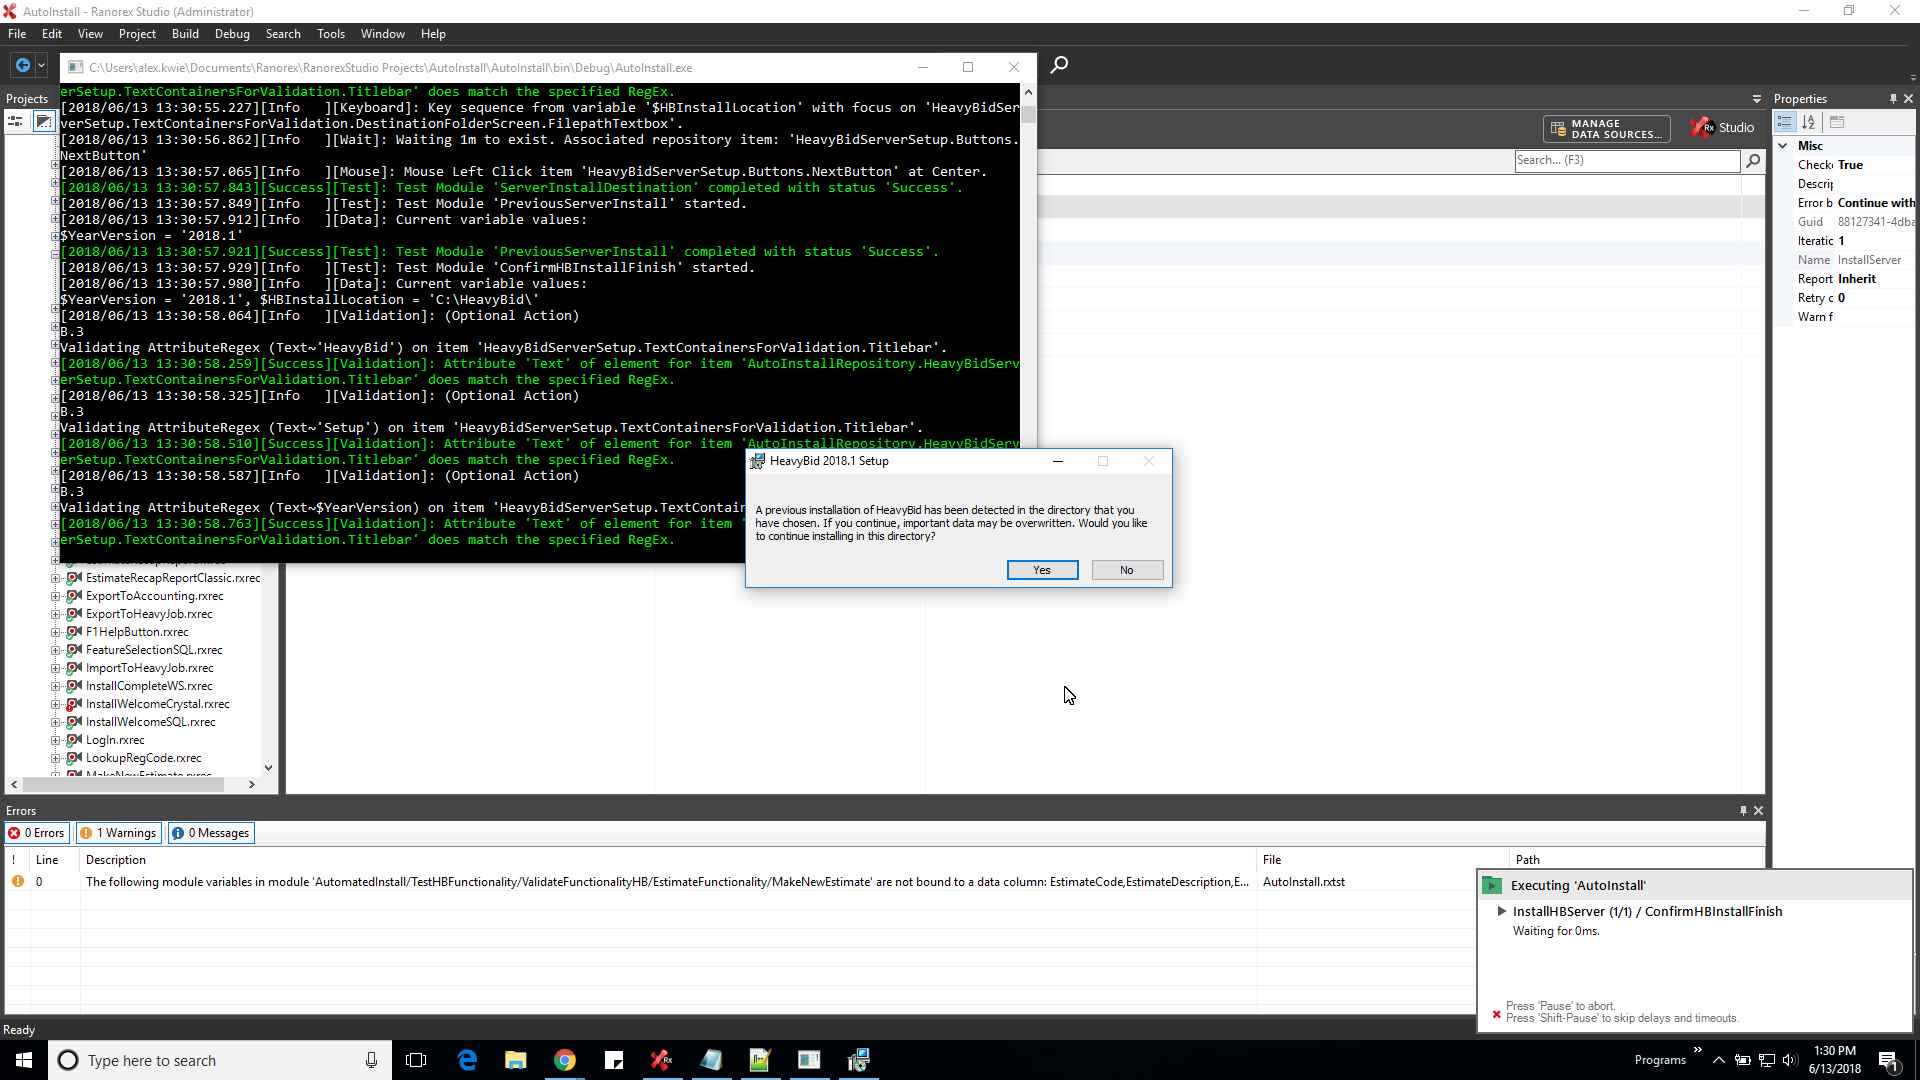 AutoInstall - Ranorex Studio (Administrator)
File Edit View Project Build Debug Search Tools Window Help
C:\Users\alex.kwie\Documents\Ranorex\RanorexStudio Projects\AutoInstall\AutoInstall\bin\Debug\AutoInstall.exe
Projects
erSetup.TextContainersForValidation.Titlebar' does match the specified RegEx.
[2018/06/13 13:30:55.227][Info   ][Keyboard]: Key sequence from variable '$HBInstallLocation' with focus on 'HeavyBidSer
verSetup.TextContainersForValidation.DestinationFolderScreen.FilepathTextbox'.
[2018/06/13 13:30:56.862][Info   ][Wait]: Waiting 1m to exist. Associated repository item: 'HeavyBidServerSetup.Buttons.
NextButton'
[2018/06/13 13:30:57.065][Info   ][Mouse]: Mouse Left Click item 'HeavyBidServerSetup.Buttons.NextButton' at Center.
[2018/06/13 13:30:57.843][Success][Test]: Test Module 'ServerInstallDestination' completed with status 'Success'.
[2018/06/13 13:30:57.849][Info   ][Test]: Test Module 'PreviousServerInstall' started.
[2018/06/13 13:30:57.912][Info   ][Data]: Current variable values:
$YearVersion = '2018.1'
[2018/06/13 13:30:57.921][Success][Test]: Test Module 'PreviousServerInstall' completed with status 'Success'.
[2018/06/13 13:30:57.929][Info   ][Test]: Test Module 'ConfirmHBInstallFinish' started.
[2018/06/13 13:30:57.980][Info   ][Data]: Current variable values:
$YearVersion = '2018.1', $HBInstallLocation = 'C:\HeavyBid\'
[2018/06/13 13:30:58.064][Info   ][Validation]: (Optional Action)
B.3
Validating AttributeRegex (Text~'HeavyBid') on item 'HeavyBidServerSetup.TextContainersForValidation.Titlebar'.
[2018/06/13 13:30:58.259][Success][Validation]: Attribute 'Text' of element for item 'AutoInstallRepository.HeavyBidServ
erSetup.TextContainersForValidation.Titlebar' does match the specified RegEx.
[2018/06/13 13:30:58.325][Info   ][Validation]: (Optional Action)
B.3
Validating AttributeRegex (Text~'Setup') on item 'HeavyBidServerSetup.TextContainersForValidation.Titlebar'.
[2018/06/13 13:30:58.510][Success][Validation]: Attribute 'Text' of element for item 'AutoInstallRepository.HeavyBidServ
erSetup.TextContainersForValidation.Titlebar' does match the specified RegEx.
[2018/06/13 13:30:58.587][Info   ][Validation]: (Optional Action)
B.3
Validating AttributeRegex (Text~$YearVersion) on item 'HeavyBidServerSetup.TextContain
[2018/06/13 13:30:58.763][Success][Validation]: Attribute 'Text' of element for item '
erSetup.TextContainersForValidation.Titlebar' does match the specified RegEx.
HeavyBid 2018.1 Setup
A previous installation of HeavyBid has been detected in the directory that you
have chosen. If you continue, important data may be overwritten. Would you like
to continue installing in this directory?
Yes No
MANAGE
DATA SOURCES...
Rx Studio
Search... (F3)
Properties
Misc
Checke True
Descrip
Error b Continue with
Guid 88127341-4dba
Iteratic 1
Name InstallServer
Report Inherit
Retry c 0
Warn f
EstimateRecapReport.rxrec
EstimateRecapReportClassic.rxrec
ExportToAccounting.rxrec
ExportToHeavyJob.rxrec
F1HelpButton.rxrec
FeatureSelectionSQL.rxrec
ImportToHeavyJob.rxrec
InstallCompleteWS.rxrec
InstallWelcomeCrystal.rxrec
InstallWelcomeSQL.rxrec
LogIn.rxrec
LookupRegCode.rxrec
MakeNewEstimate.rxrec
Errors
0 Errors 1 Warnings 0 Messages
! Line Description File Path
0 The following module variables in module 'AutomatedInstall/TestHBFunctionality/ValidateFunctionalityHB/EstimateFunctionality/MakeNewEstimate' are not bound to a data column: EstimateCode,EstimateDescription,E... AutoInstall.rxtst
Executing 'AutoInstall'
InstallHBServer (1/1) / ConfirmHBInstallFinish
Waiting for 0ms.
Press 'Pause' to abort.
Press 'Shift-Pause' to skip delays and timeouts.
Ready
Type here to search
Programs
1:30 PM
6/13/2018
1